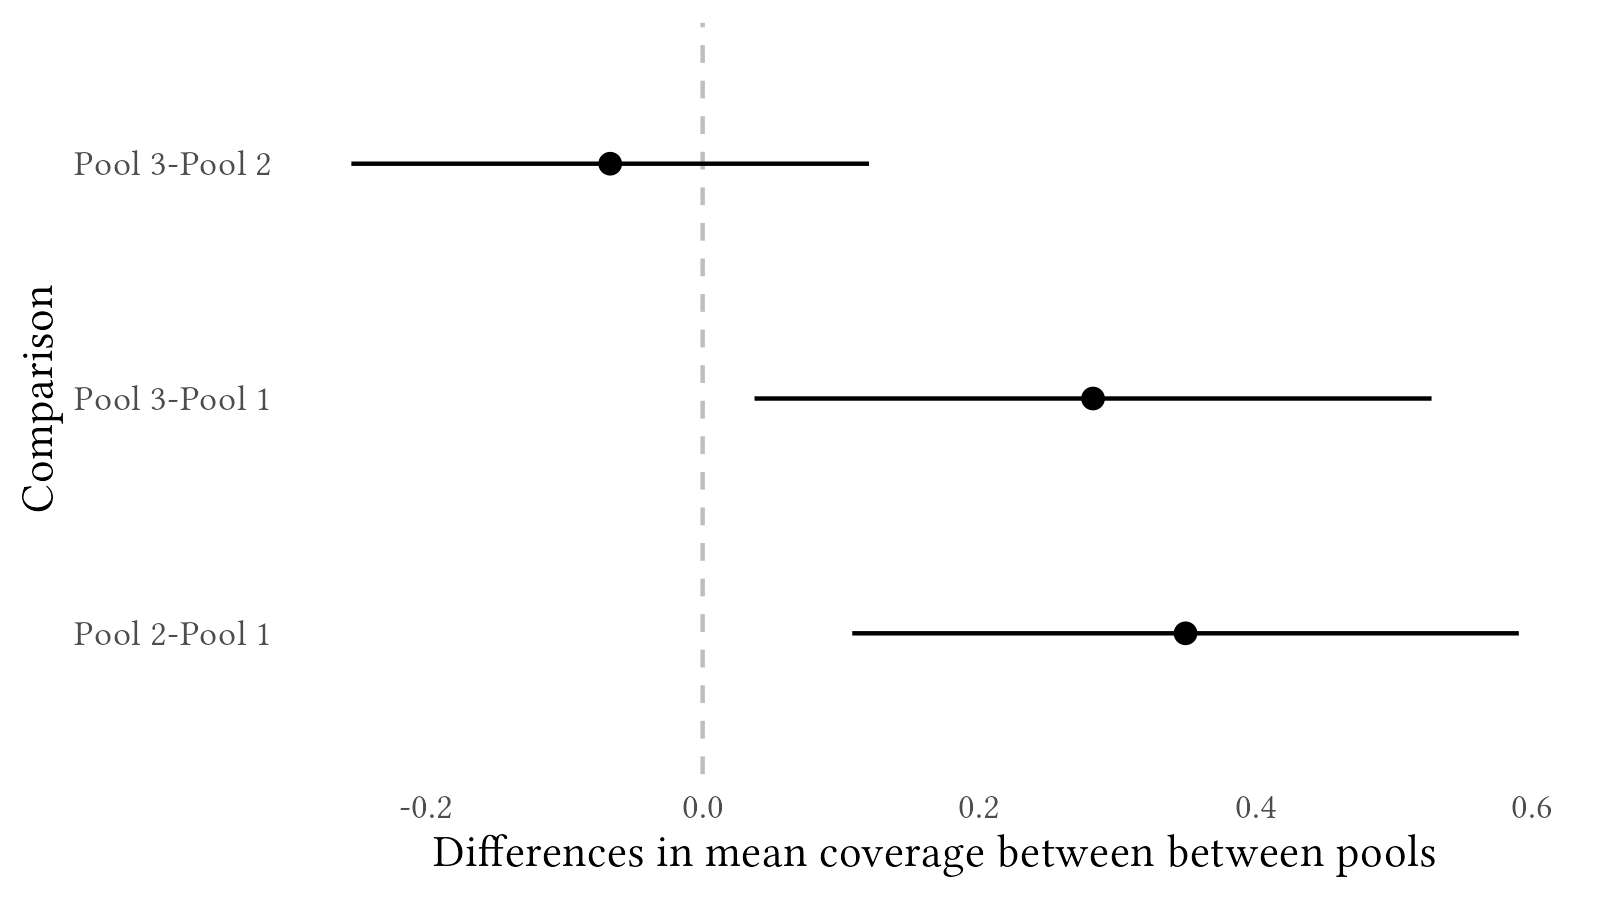 Comparison
Pool 3-Pool 2
Pool 3-Pool 1
Pool 2-Pool 1
-0.2 0.0 0.2 0.4 0.6
Differences in mean coverage between between pools